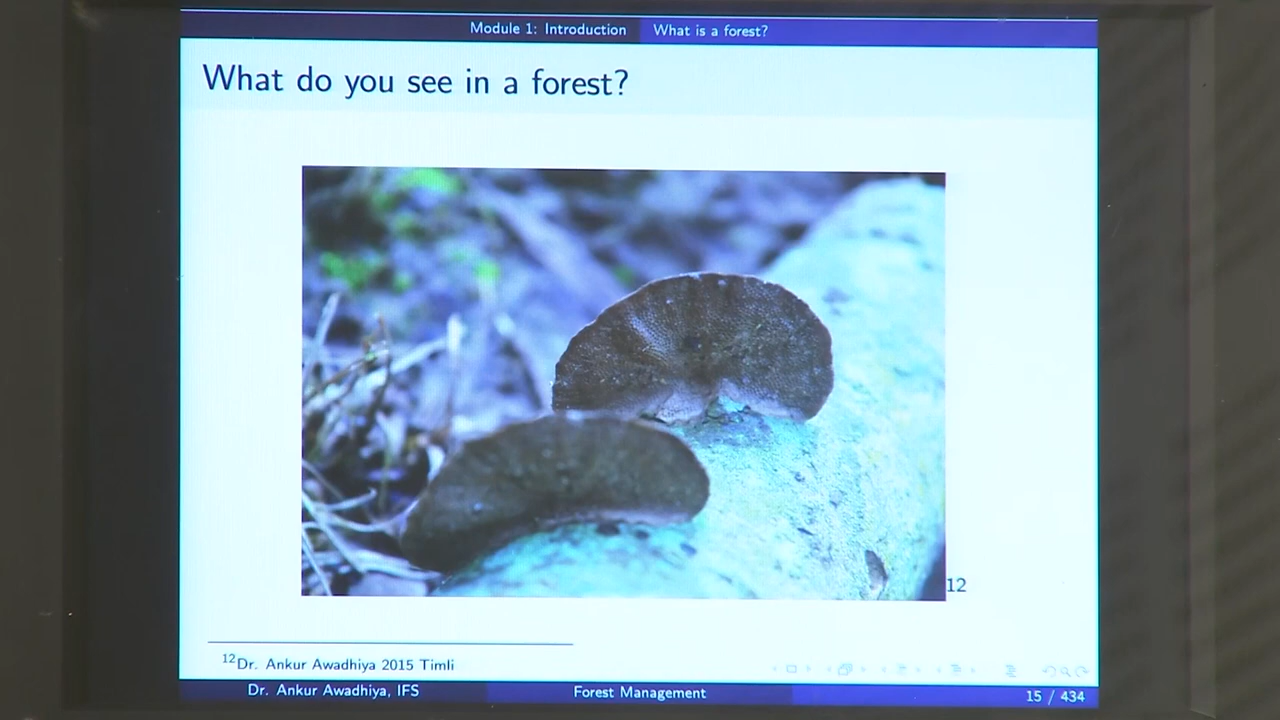 Module 1: Introduction What is a forest?
What do you see in a forest?
12
12Dr. Ankur Awadhiya 2015 Timli
Dr. Ankur Awadhiya, IFS Forest Management 15 / 434